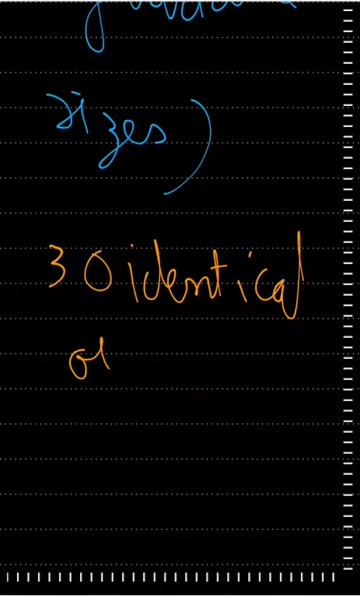 sizes)
30 identical
or